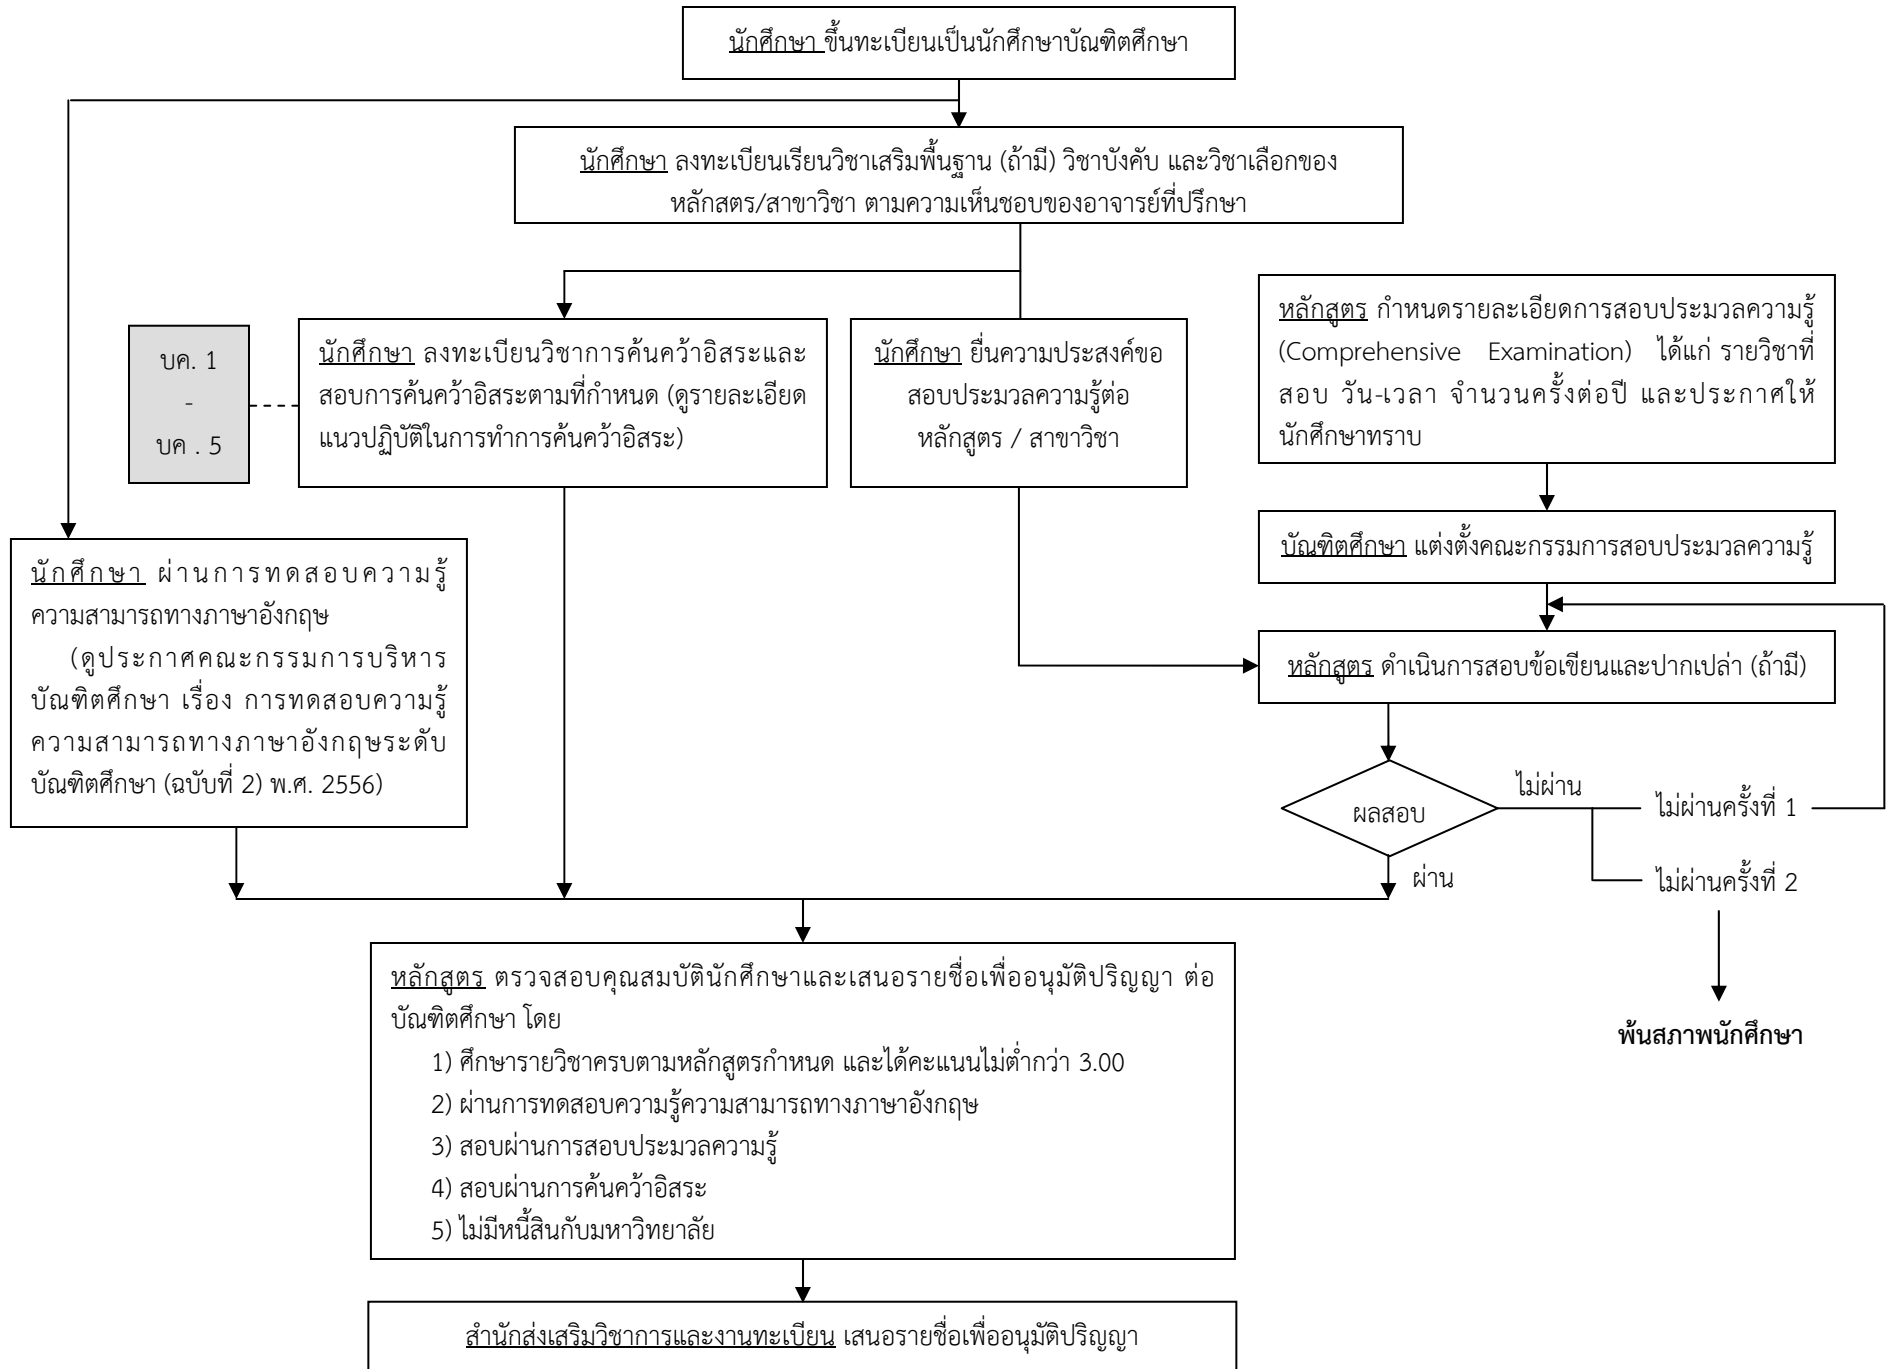 นักศึกษา ขึ้นทะเบียนเป็นนักศึกษาบัณฑิตศึกษา
นักศึกษา ลงทะเบียนเรียนวิชาเสริมพื้นฐาน (ถ้ามี) วิชาบังคับ และวิชาเลือกของ
หลักสตร/สาขาวิชา ตามความเห็นชอบของอาจารย์ที่ปรึกษา
บค. 1
-
บค . 5
นักศึกษา ลงทะเบียนวิชาการค้นคว้าอิสระและ
สอบการค้นคว้าอิสระตามที่กำหนด (ดูรายละเอียด
แนวปฏิบัติในการทำการค้นคว้าอิสระ)
นักศึกษา ยื่นความประสงค์ขอ
สอบประมวลความรู้ต่อ
หลักสูตร / สาขาวิชา
หลักสูตร กำหนดรายละเอียดการสอบประมวลความรู้
(Comprehensive Examination) ได้แก่ รายวิชาที่
สอบ วัน-เวลา จำนวนครั้งต่อปี และประกาศให้
นักศึกษาทราบ
บัณฑิตศึกษา แต่งตั้งคณะกรรมการสอบประมวลความรู้
นักศึกษา ผ่านการทดสอบความรู้
ความสามารถทางภาษาอังกฤษ
(ดูประกาศคณะกรรมการบริหาร
บัณฑิตศึกษา เรื่อง การทดสอบความรู้
ความสามารถทางภาษาอังกฤษระดับ
บัณฑิตศึกษา (ฉบับที่ 2) พ.ศ. 2556)
หลักสูตร ดำเนินการสอบข้อเขียนและปากเปล่า (ถ้ามี)
ผลสอบ
ไม่ผ่าน
ไม่ผ่านครั้งที่ 1
ผ่าน
ไม่ผ่านครั้งที่ 2
พ้นสภาพนักศึกษา
หลักสูตร ตรวจสอบคุณสมบัตินักศึกษาและเสนอรายชื่อเพื่ออนุมัติปริญญา ต่อ
บัณฑิตศึกษา โดย
1) ศึกษารายวิชาครบตามหลักสูตรกำหนด และได้คะแนนไม่ต่ำกว่า 3.00
2) ผ่านการทดสอบความรู้ความสามารถทางภาษาอังกฤษ
3) สอบผ่านการสอบประมวลความรู้
4) สอบผ่านการค้นคว้าอิสระ
5) ไม่มีหนี้สินกับมหาวิทยาลัย
สำนักส่งเสริมวิชาการและงานทะเบียน เสนอรายชื่อเพื่ออนุมัติปริญญา